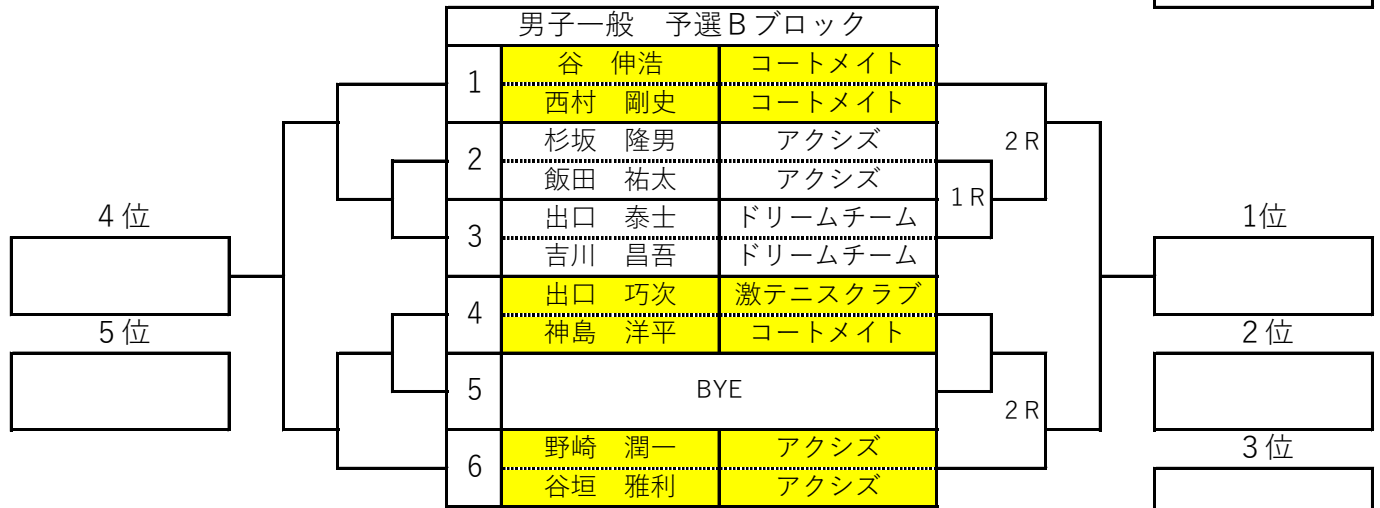 男子一般　予選Bブロック
1 谷　伸浩 コートメイト
西村　剛史 コートメイト
2 杉坂　隆男 アクシズ
飯田　祐太 アクシズ
3 出口　泰士 ドリームチーム
吉川　昌吾 ドリームチーム
4 出口　巧次 激テニスクラブ
神島　洋平 コートメイト
5 BYE
6 野崎　潤一 アクシズ
谷垣　雅利 アクシズ
4位
5位
1R
2R
2R
1位
2位
3位